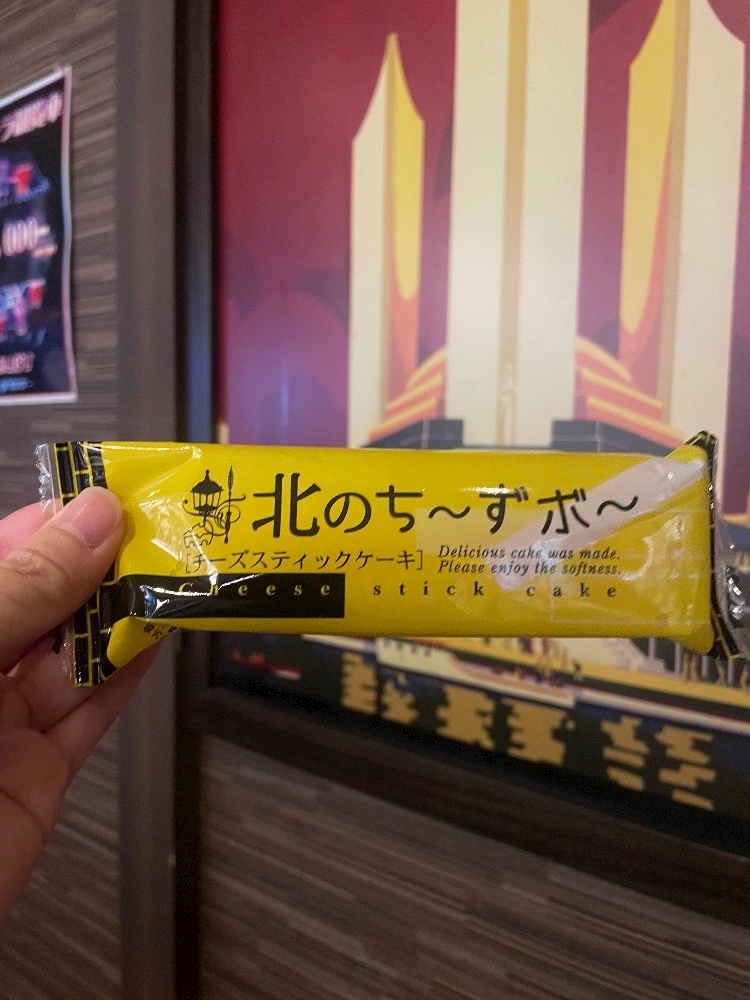 000-
北のち〜ずボ〜
[チーズスティックケーキ]
Delicious cake was made.
Please enjoy the softness.
Cheese stick cake